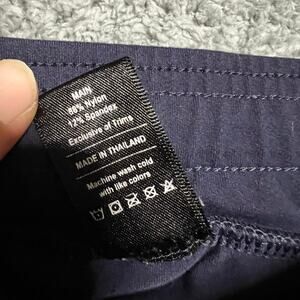 MAIN
88% Nylon
12% Spandex
Exclusive of Trims
MADE IN THAILAND
Machine wash cold
with like colors